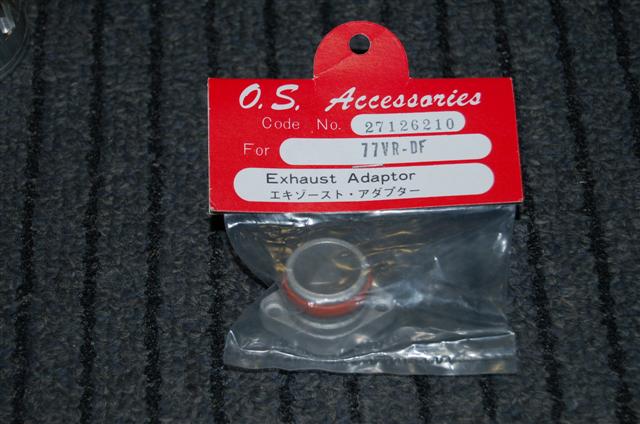 O.S. Accessories
Code No. 27126210
For 77VR-DF
Exhaust Adaptor
エキゾースト・アダプター